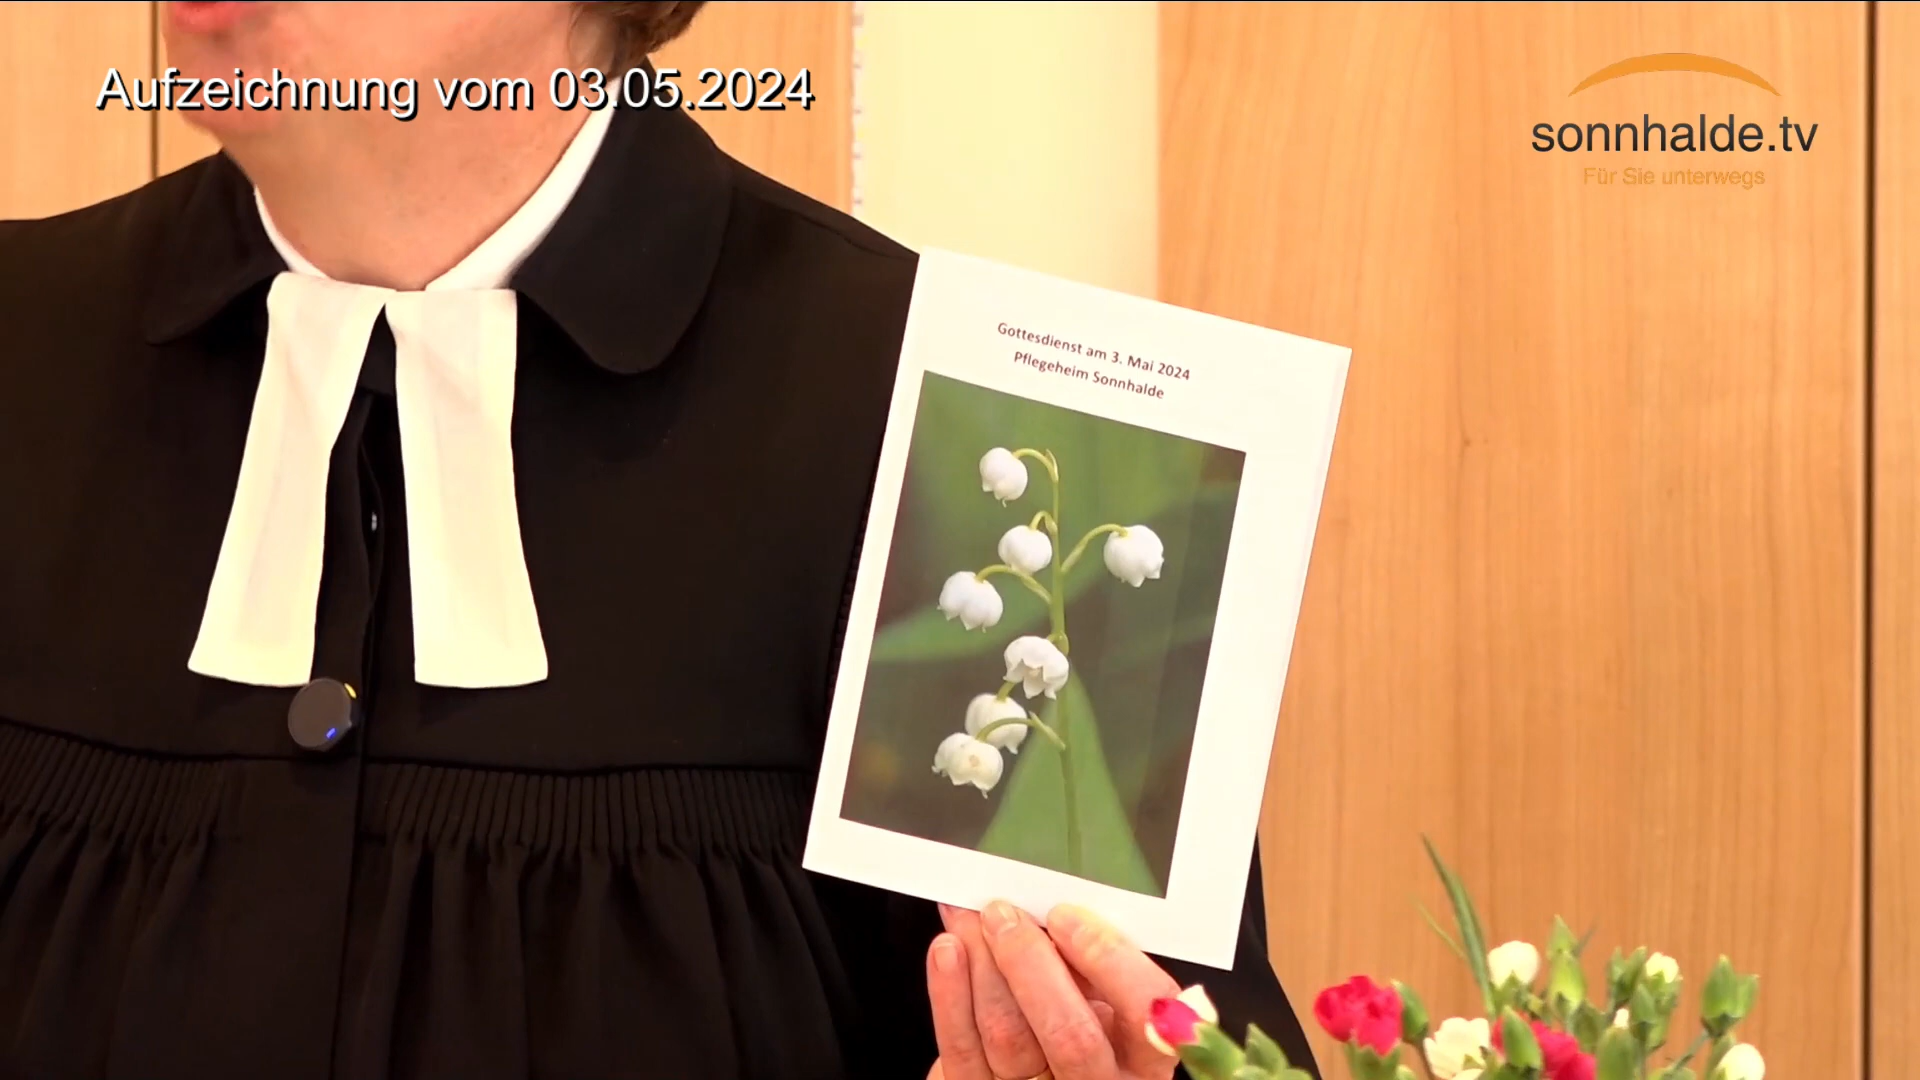 Aufzeichnung vom 03.05.2024
sonnhalde.tv
Für Sie unterwegs
Gottesdienst am 3. Mai 2024
Pflegeheim Sonnhalde